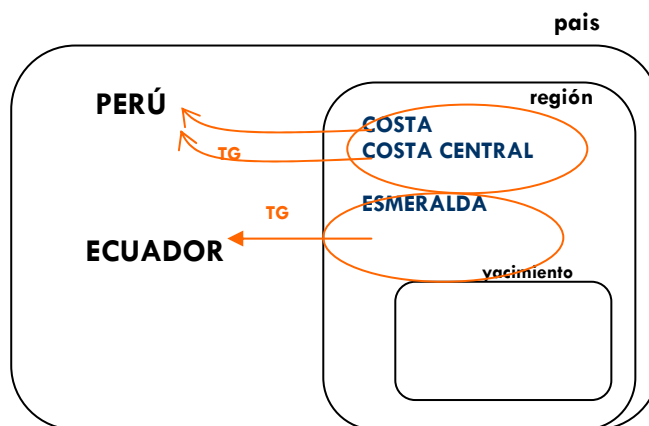 pais
región
PERÚ
COSTA
COSTA CENTRAL
TG
ESMERALDA
TG
ECUADOR
yacimiento